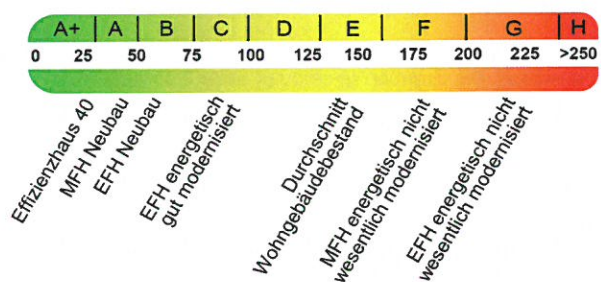 A+ A B C D E F G H
0 25 50 75 100 125 150 175 200 225 >250
Effizienzhaus 40
MFH Neubau
EFH Neubau
EFH energetisch
gut modernisiert
Durchschnitt
Wohngebäudebestand
MFH energetisch nicht
wesentlich modernisiert
EFH energetisch nicht
wesentlich modernisiert